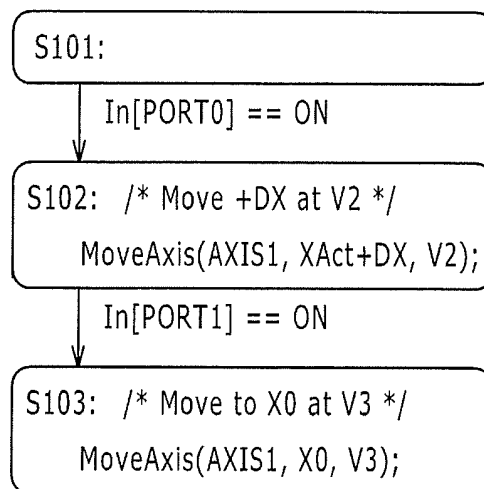 S101:
In[PORT0] == ON
S102: /* Move +DX at V2 */
MoveAxis(AXIS1, XAct+DX, V2);
In[PORT1] == ON
S103: /* Move to X0 at V3 */
MoveAxis(AXIS1, X0, V3);